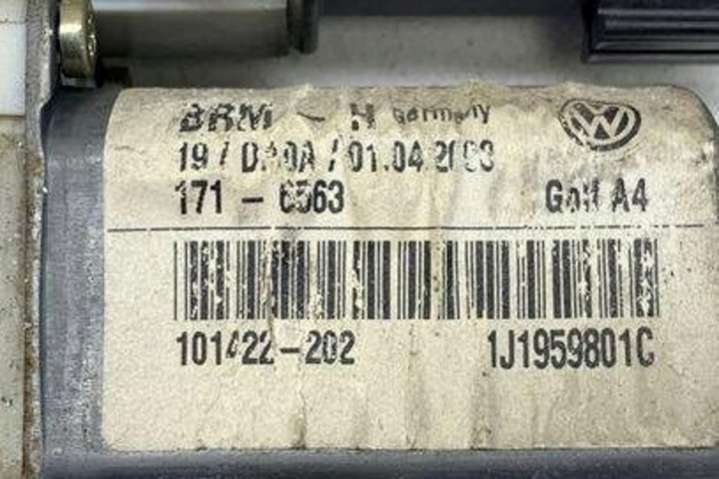 BRM - H Germany
19 / DA0A / 01.04.2003
171 - 6563 Golf A4
101422-202 1J1959801C